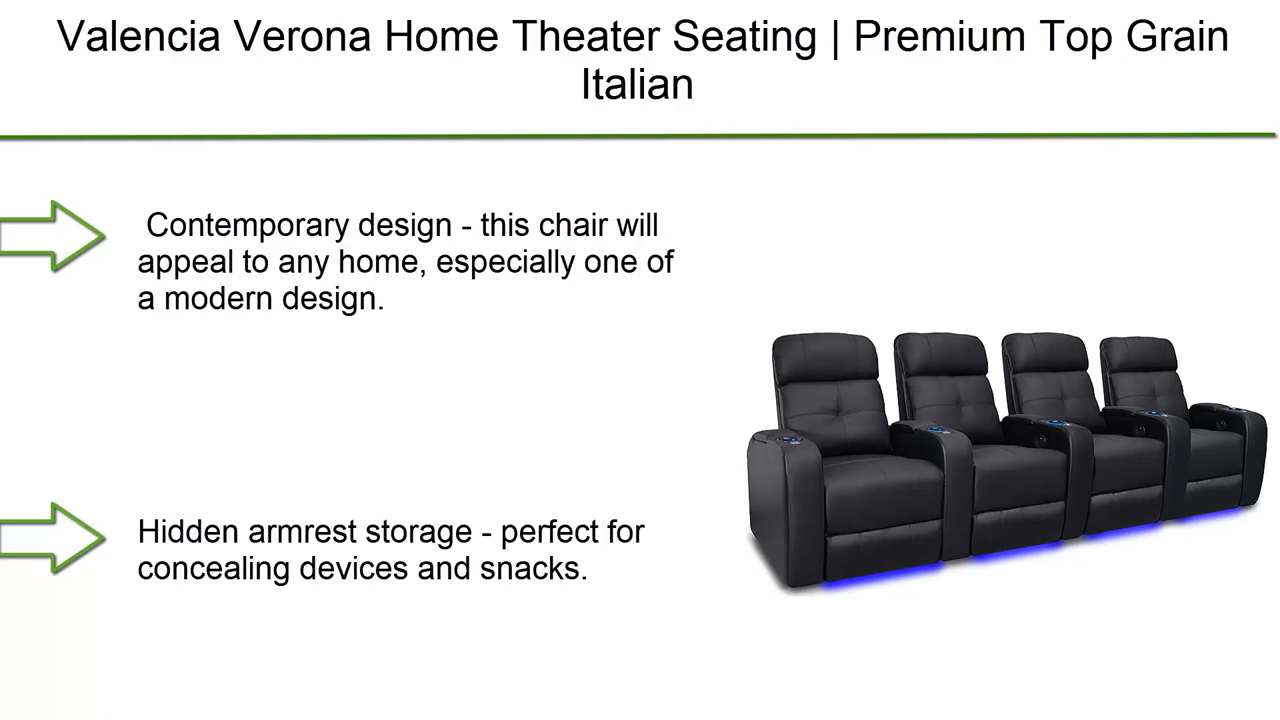 Valencia Verona Home Theater Seating | Premium Top Grain
Italian
Contemporary design - this chair will
appeal to any home, especially one of
a modern design.
Hidden armrest storage - perfect for
concealing devices and snacks.